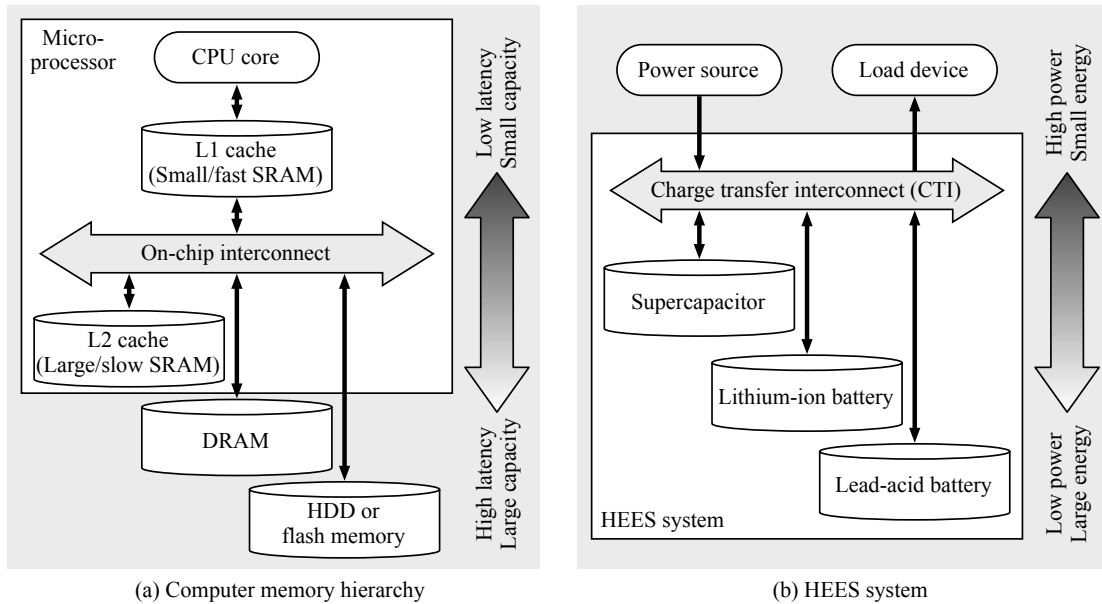 Micro-
processor
CPU core
L1 cache
(Small/fast SRAM)
On-chip interconnect
L2 cache
(Large/slow SRAM)
DRAM
HDD or
flash memory
Low latency
Small capacity
High latency
Large capacity
(a) Computer memory hierarchy
Power source
Load device
Charge transfer interconnect (CTI)
Supercapacitor
Lithium-ion battery
Lead-acid battery
HEES system
High power
Small energy
Low power
Large energy
(b) HEES system